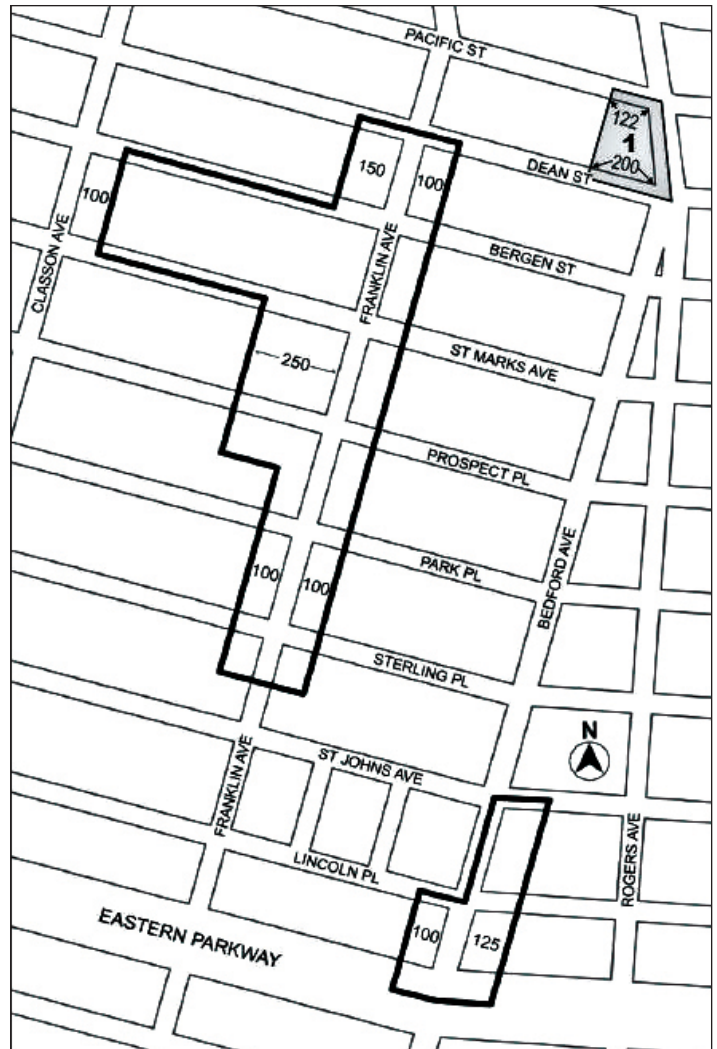 PACIFIC ST
122
1
200
DEAN ST
150
100
100
BERGEN ST
FRANKLIN AVE
CLASSON AVE
250
ST MARKS AVE
PROSPECT PL
PARK PL
100
100
BEDFORD AVE
STERLING PL
N
ST JOHNS AVE
FRANKLIN AVE
ROGERS AVE
LINCOLN PL
EASTERN PARKWAY
100
125